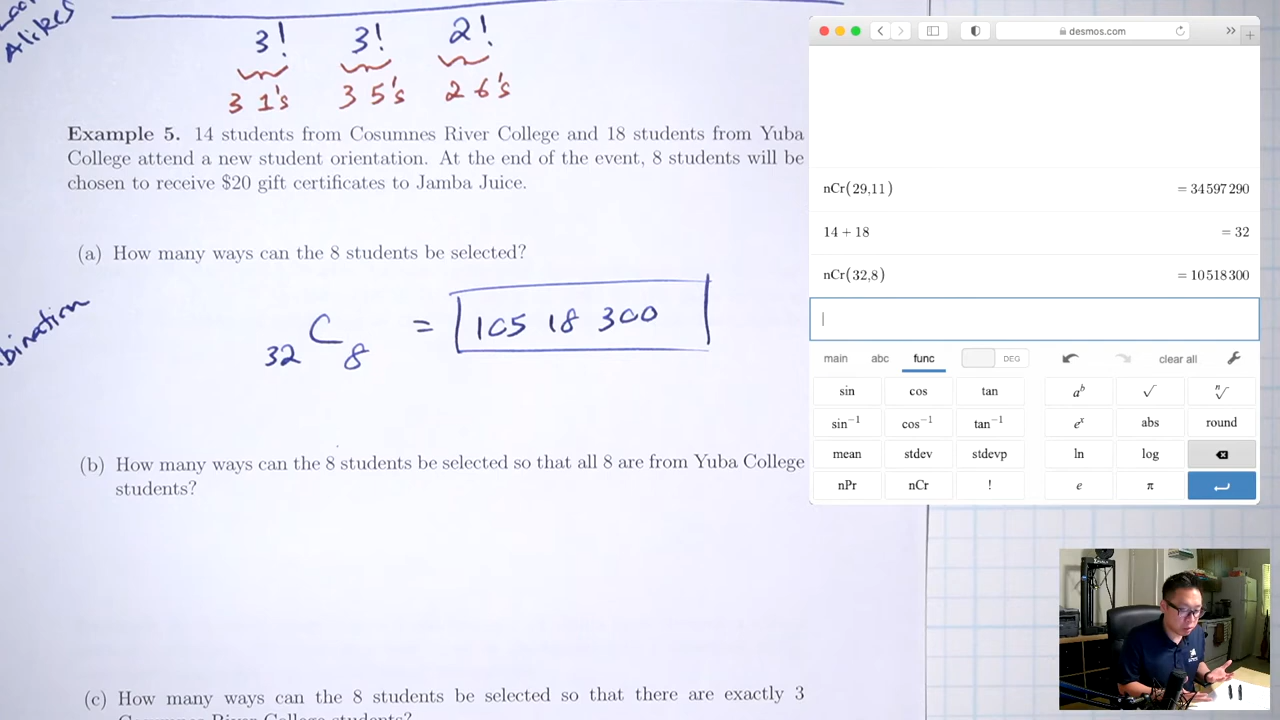 Alikes
3! 3! 2!
3 1's 3 5's 2 6's
Example 5. 14 students from Cosumnes River College and 18 students from Yuba
College attend a new student orientation. At the end of the event, 8 students will be
chosen to receive $20 gift certificates to Jamba Juice.
(a) How many ways can the 8 students be selected?
32 C 8 = 105 18 300
(b) How many ways can the 8 students be selected so that all 8 are from Yuba College
students?
(c) How many ways can the 8 students be selected so that there are exactly 3
desmos.com
nCr(29,11) = 34597290
14 + 18 = 32
nCr(32,8) = 10518300
main abc func DEG clear all
sin cos tan a^b √ ⁿ√
sin⁻¹ cos⁻¹ tan⁻¹ eˣ abs round
mean stdev stdevp ln log
nPr nCr ! e π